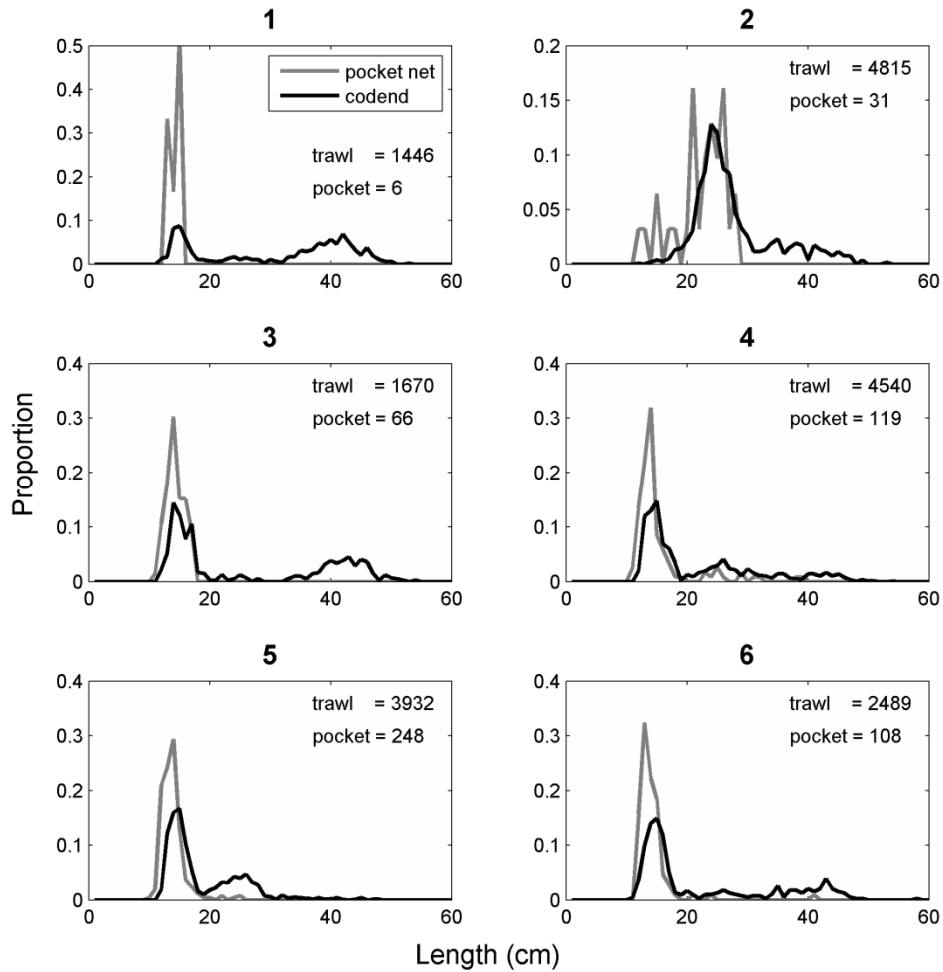 1
0.5
0.4
0.3
0.2
0.1
0
0 20 40 60
pocket net
codend
trawl = 1446
pocket = 6
2
0.2
0.15
0.1
0.05
0
0 20 40 60
trawl = 4815
pocket = 31
3
0.4
0.3
0.2
0.1
0
0 20 40 60
trawl = 1670
pocket = 66
4
0.4
0.3
0.2
0.1
0
0 20 40 60
trawl = 4540
pocket = 119
5
0.4
0.3
0.2
0.1
0
0 20 40 60
trawl = 3932
pocket = 248
6
0.4
0.3
0.2
0.1
0
0 20 40 60
trawl = 2489
pocket = 108
Proportion
Length (cm)